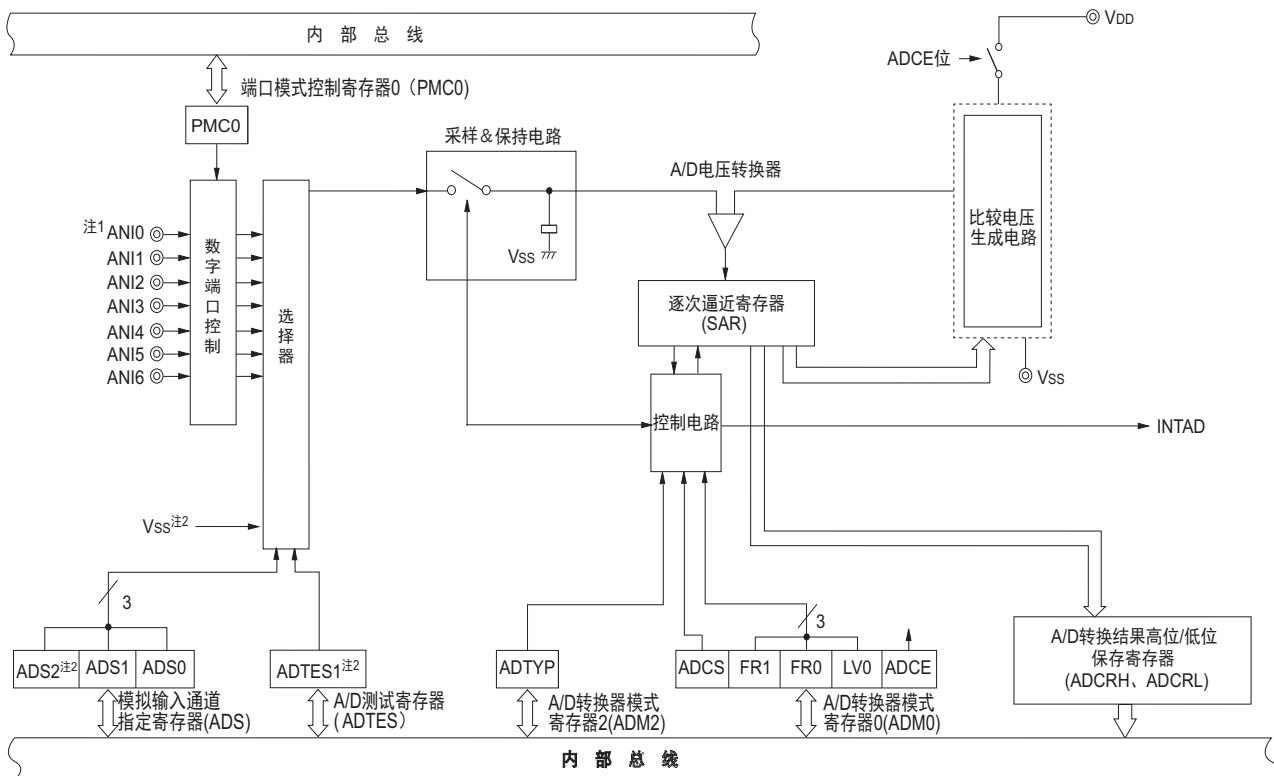 内部总线
VDD
ADCE位
端口模式控制寄存器0（PMC0)
PMC0
采样＆保持电路
A/D电压转换器
比较电压
生成电路
注1 ANI0
ANI1
ANI2
ANI3
ANI4
ANI5
ANI6
数字端口控制
选择器
VSS
逐次逼近寄存器
(SAR)
VSS
控制电路
INTAD
VSS注2
3
3
ADS2注2
ADS1
ADS0
ADTES1注2
ADTYP
ADCS
FR1
FR0
LV0
ADCE
A/D转换结果高位/低位
保存寄存器
(ADCRH、ADCRL)
模拟输入通道
指定寄存器(ADS)
A/D测试寄存器
(ADTES）
A/D转换器模式
寄存器2(ADM2)
A/D转换器模式
寄存器0(ADM0)
内部总线